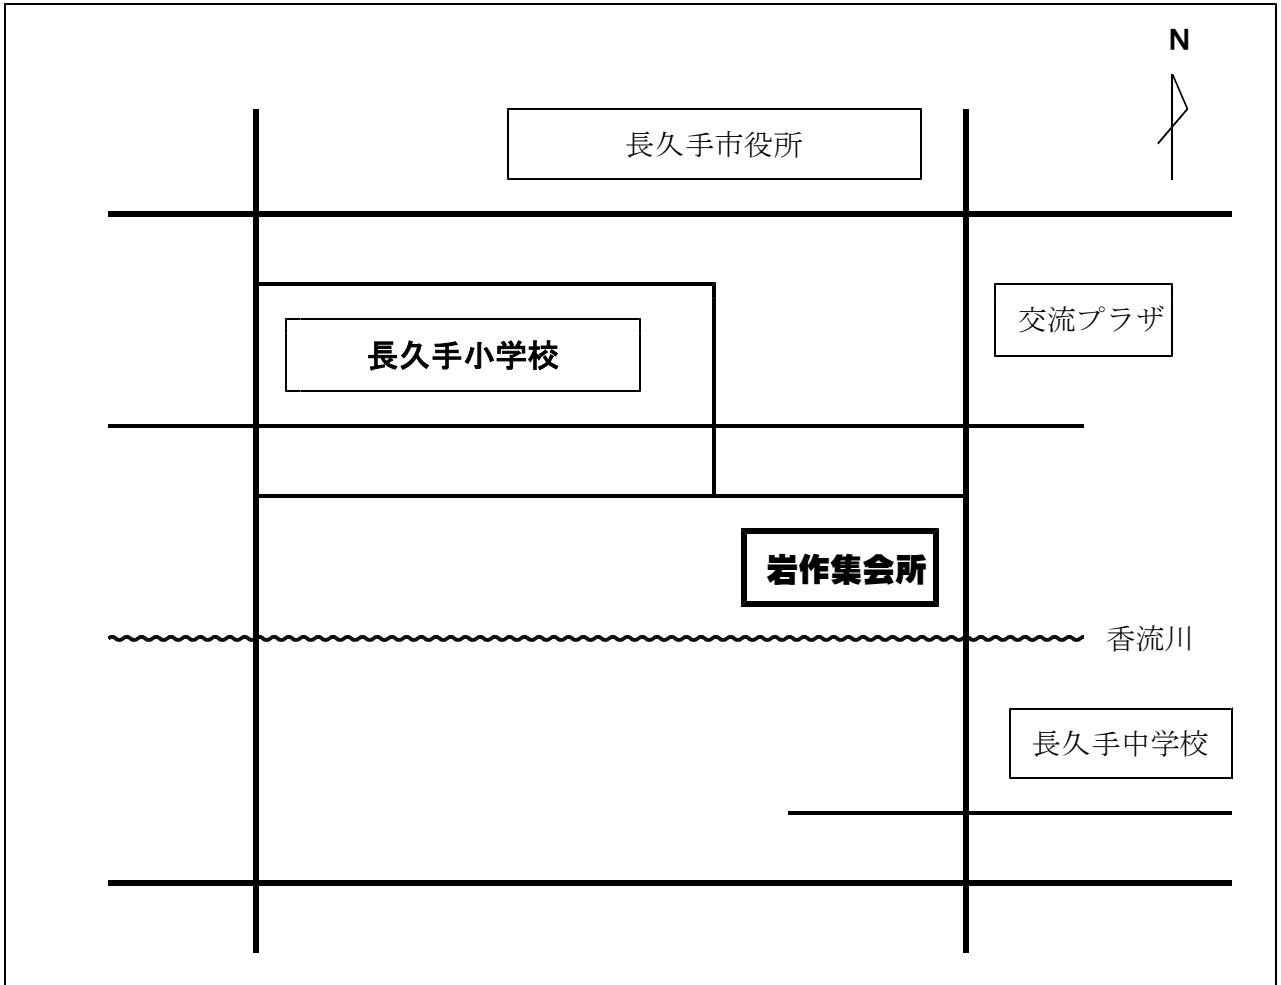 N
長久手市役所
交流プラザ
長久手小学校
岩作集会所
香流川
長久手中学校